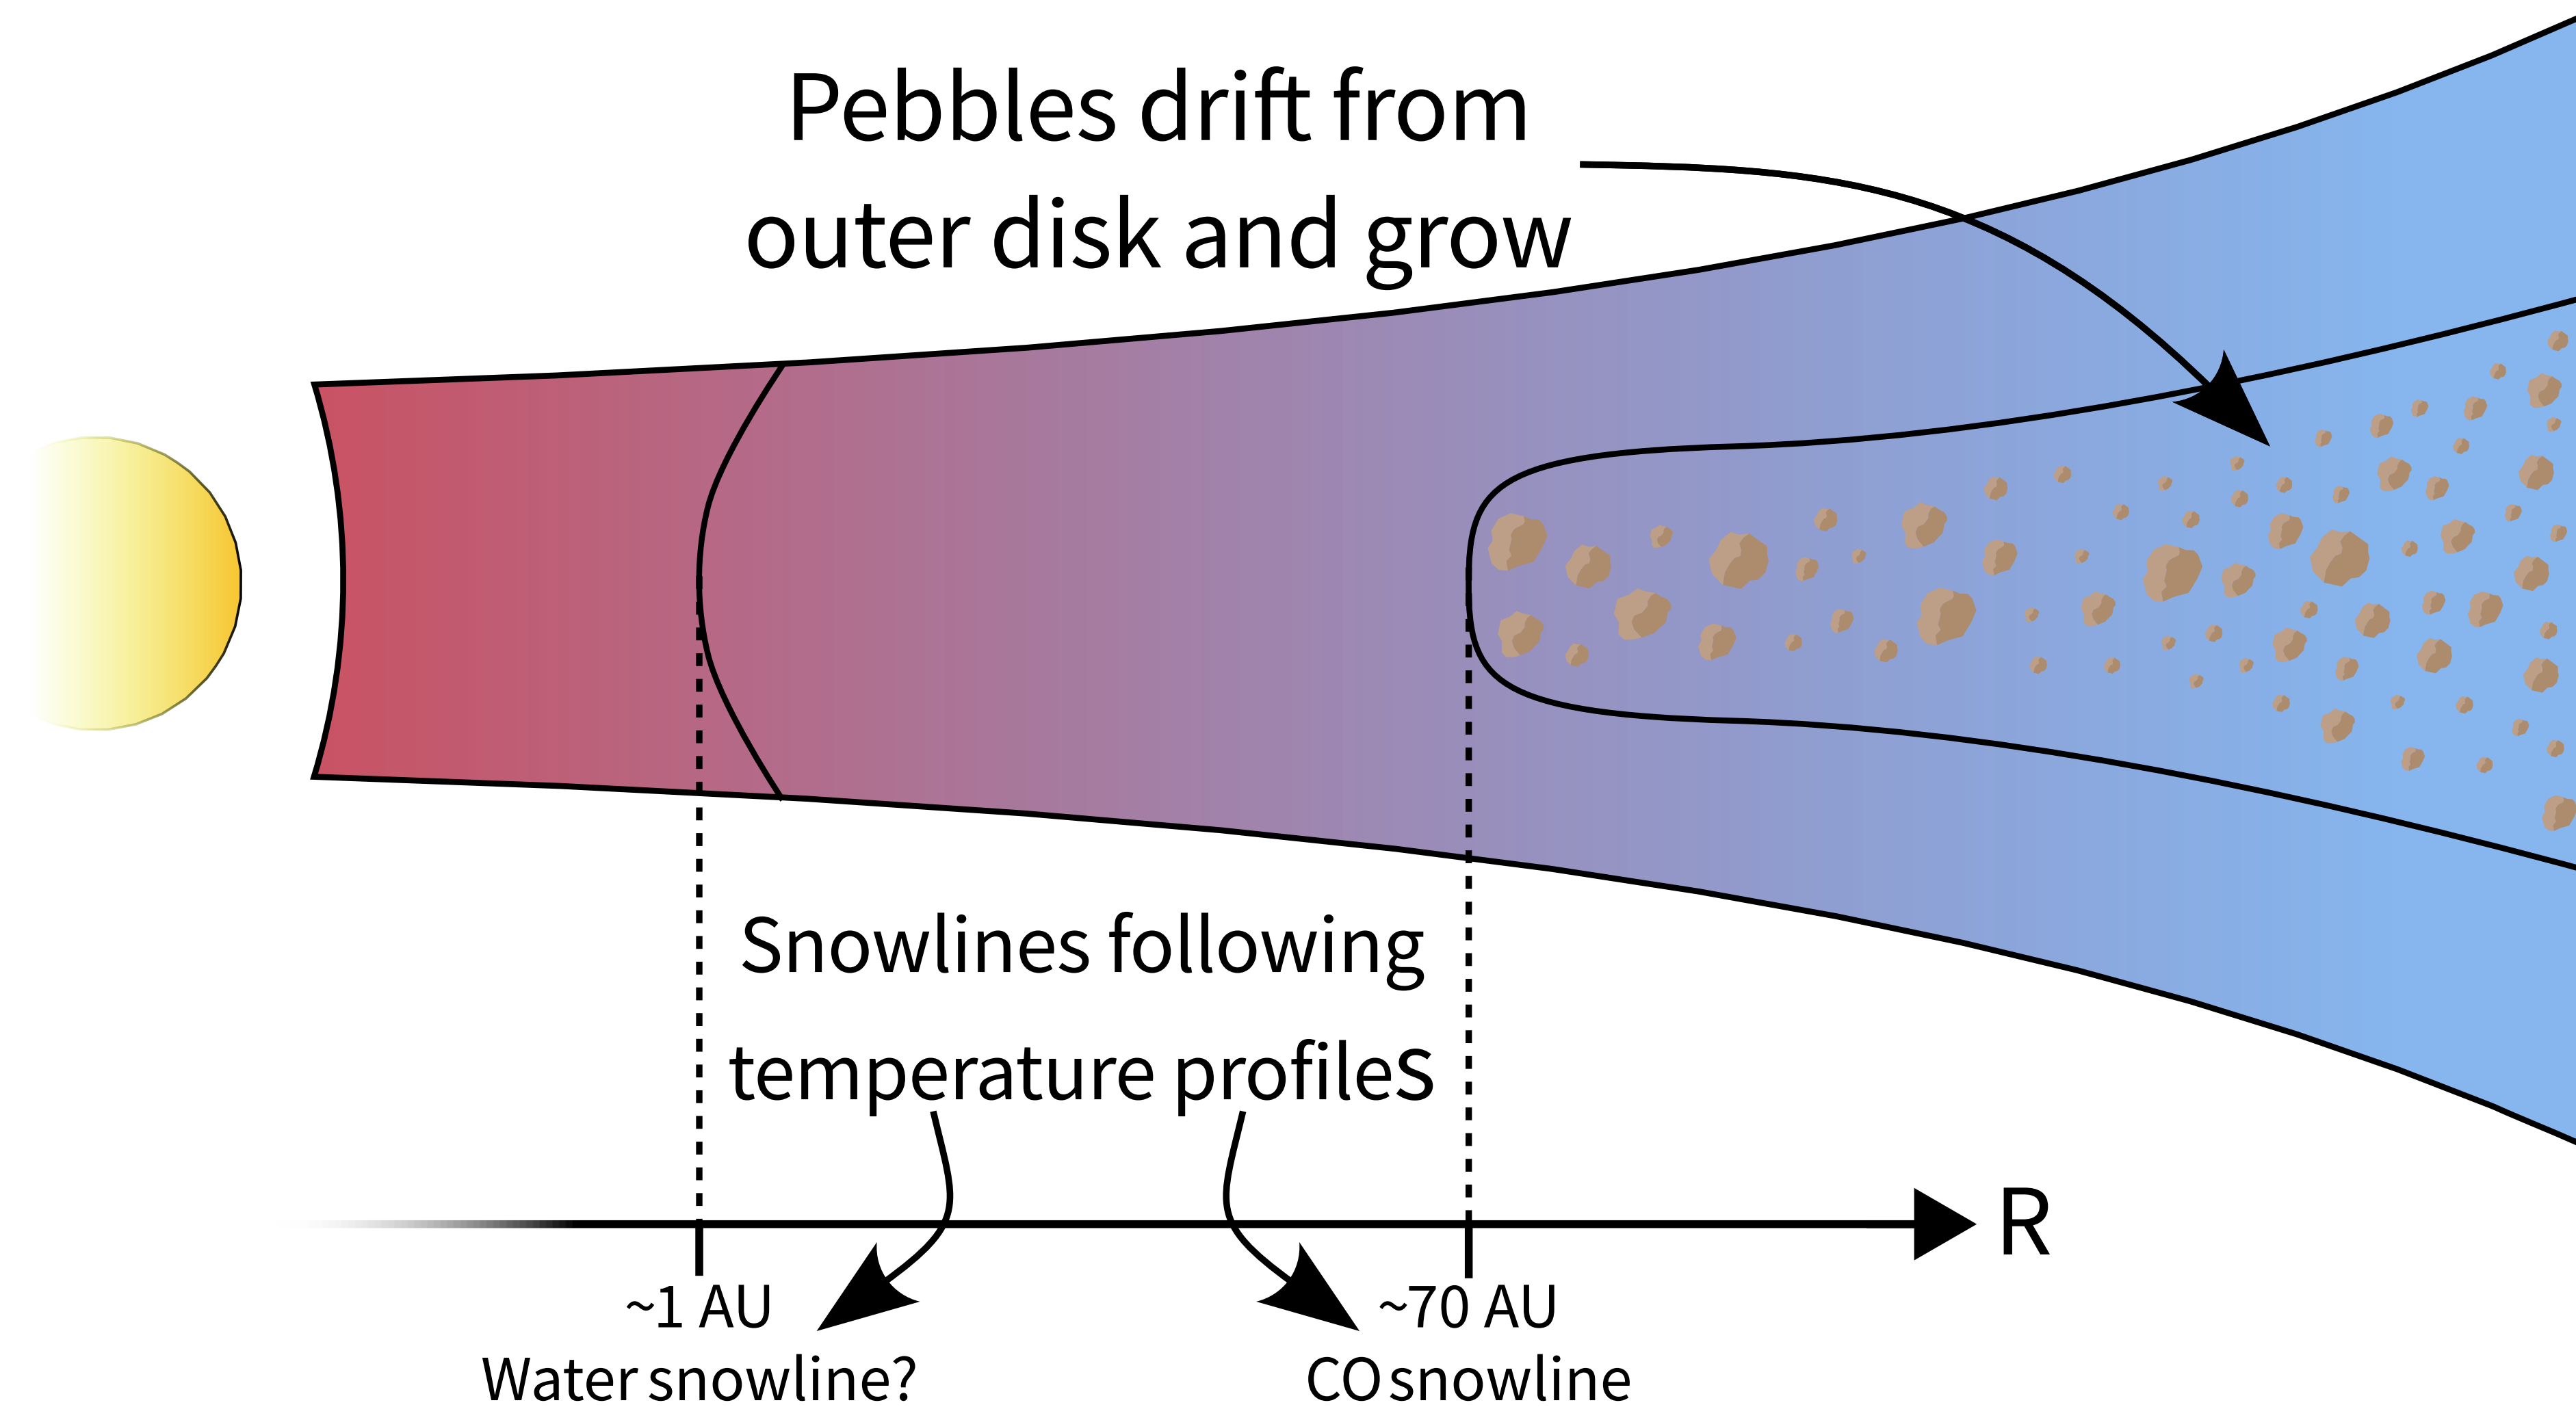 Pebbles drift from
outer disk and grow
Snowlines following
temperature profiles
R
~1 AU
Water snowline?
~70 AU
CO snowline